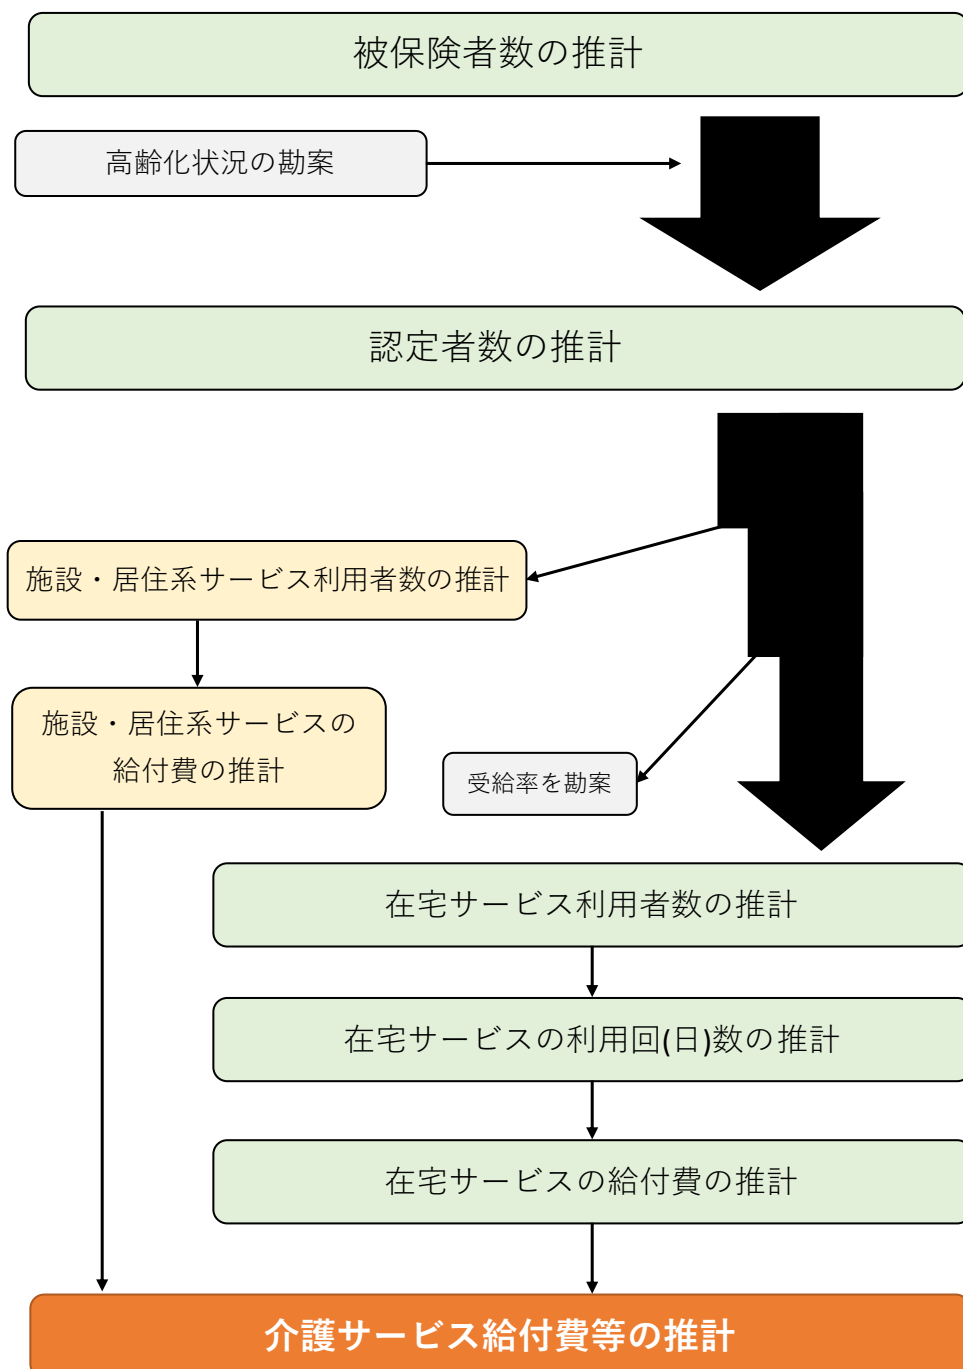 被保険者数の推計
高齢化状況の勘案
認定者数の推計
施設・居住系サービス利用者数の推計
施設・居住系サービスの
給付費の推計
受給率を勘案
在宅サービス利用者数の推計
在宅サービスの利用回(日)数の推計
在宅サービスの給付費の推計
介護サービス給付費等の推計